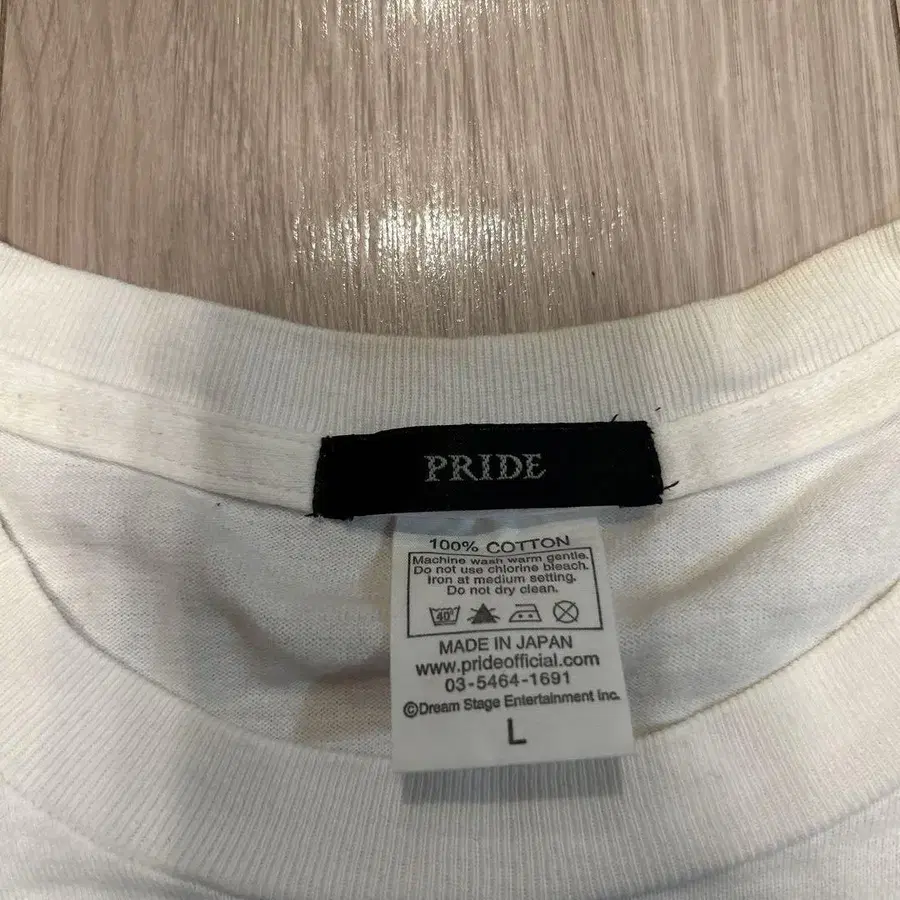 PRIDE
100% COTTON
Machine wash warm gentle.
Do not use chlorine bleach.
Iron at medium setting.
Do not dry clean.
40°
MADE IN JAPAN
www.prideofficial.com
03-5464-1691
©Dream Stage Entertainment Inc.
L